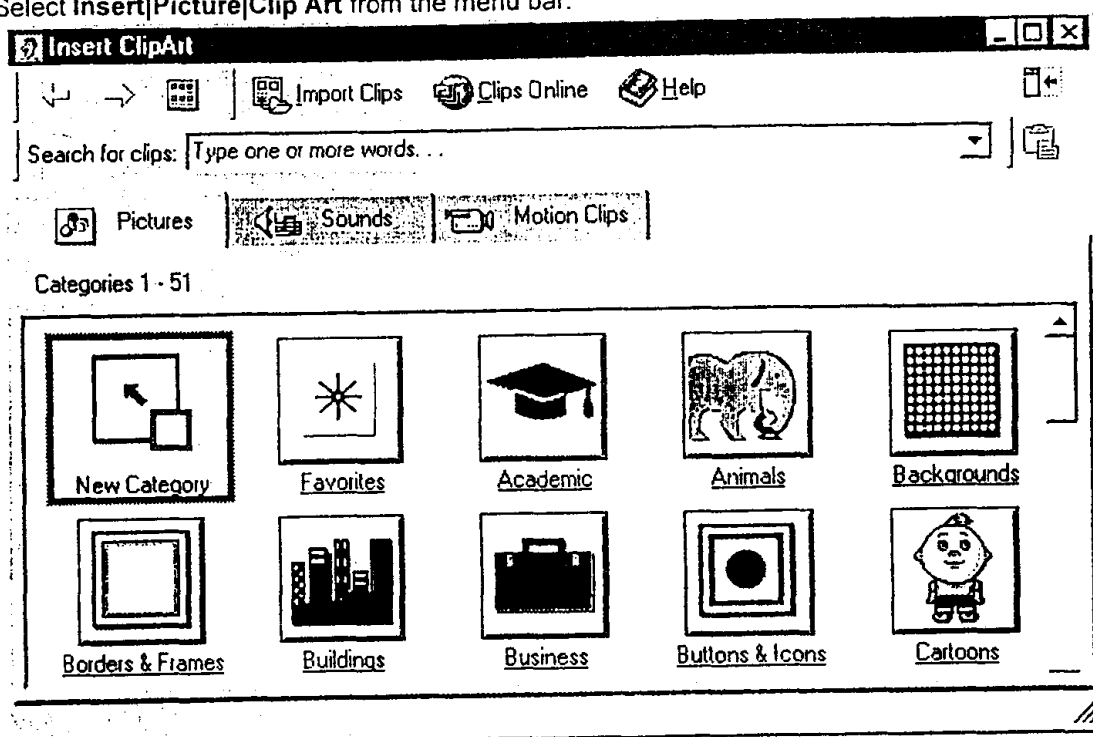 Select Insert|Picture|Clip Art from the menu bar.
Insert ClipArt
Import Clips Clips Online Help
Search for clips: Type one or more words. . .
Pictures Sounds Motion Clips
Categories 1 - 51
New Category Favorites Academic Animals Backgrounds
Borders & Frames Buildings Business Buttons & Icons Cartoons